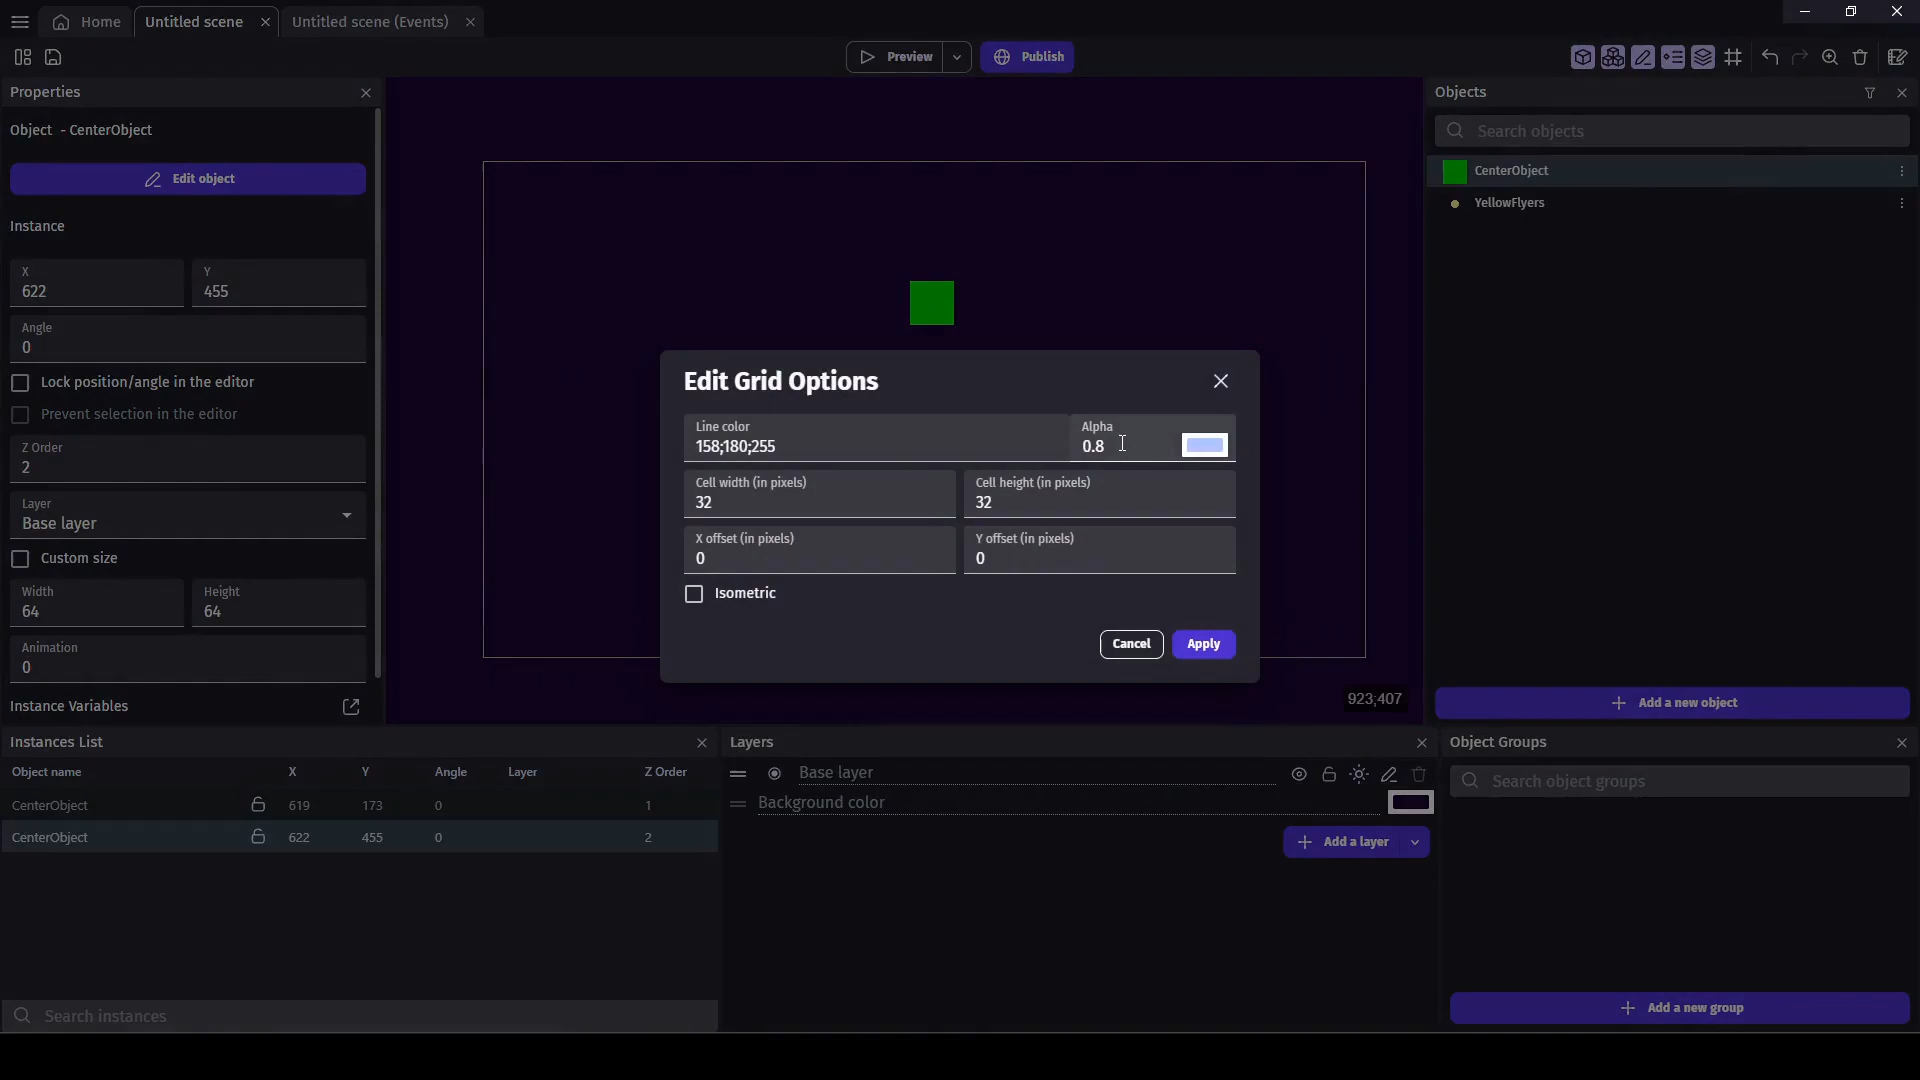 Home
Untitled scene
Untitled scene (Events)
Preview
Publish
Properties
Object - CenterObject
Edit object
Instance
X
622
Y
455
Angle
0
Lock position/angle in the editor
Prevent selection in the editor
Z Order
2
Layer
Base layer
Custom size
Width
64
Height
64
Animation
0
Instance Variables
Edit Grid Options
Line color
158;180;255
Alpha
0.8
Cell width (in pixels)
32
Cell height (in pixels)
32
X offset (in pixels)
0
Y offset (in pixels)
0
Isometric
Cancel
Apply
923;407
Objects
Search objects
CenterObject
YellowFlyers
Add a new object
Instances List
Object name X Y Angle Layer Z Order
CenterObject 619 173 0 1
CenterObject 622 455 0 2
Search instances
Layers
Base layer
Background color
Add a layer
Object Groups
Search object groups
Add a new group